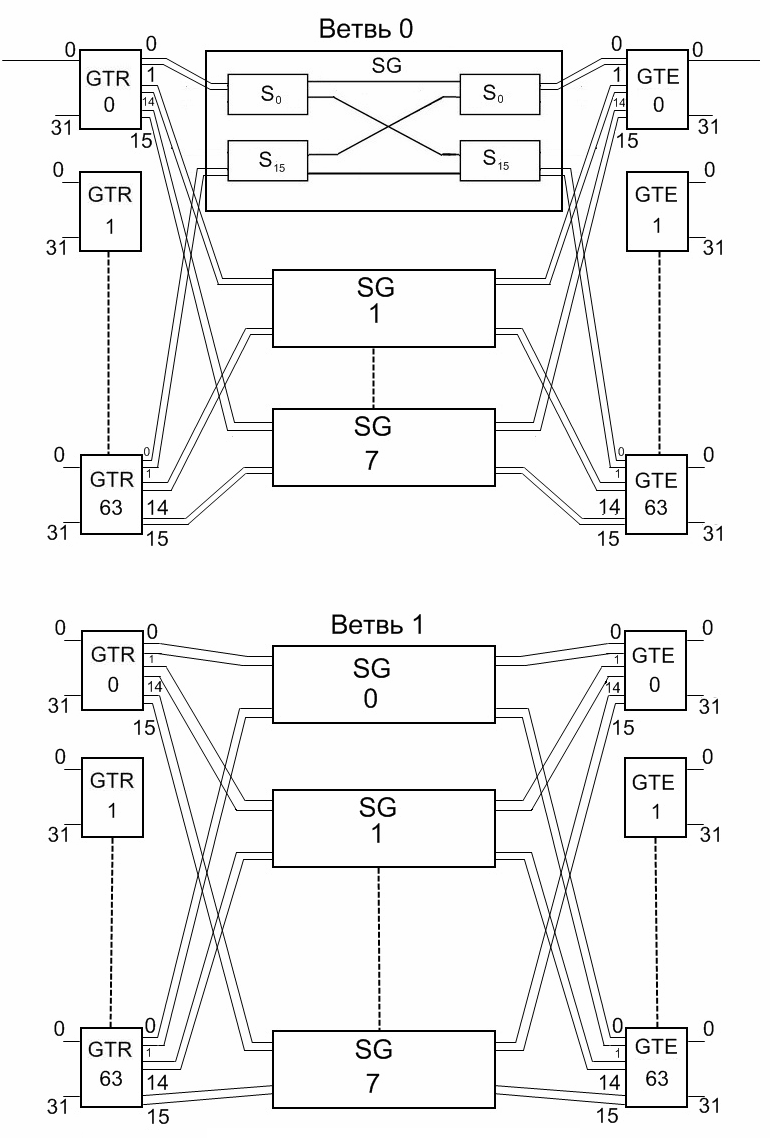 Ветвь 0
0 GTR 0 31
0 1 14 15
SG
S0 S0
S15 S15
0 1 14 15
GTE 0
0 31
0 GTR 1 31
GTE 1
0 31
SG 1
SG 7
0 GTR 63 31
0 1 14 15
0 1 14 15
GTE 63
0 31
Ветвь 1
0 GTR 0 31
0 1 14 15
SG 0
0 1 14 15
GTE 0
0 31
0 GTR 1 31
GTE 1
0 31
SG 1
SG 7
0 GTR 63 31
0 1 14 15
0 1 14 15
GTE 63
0 31